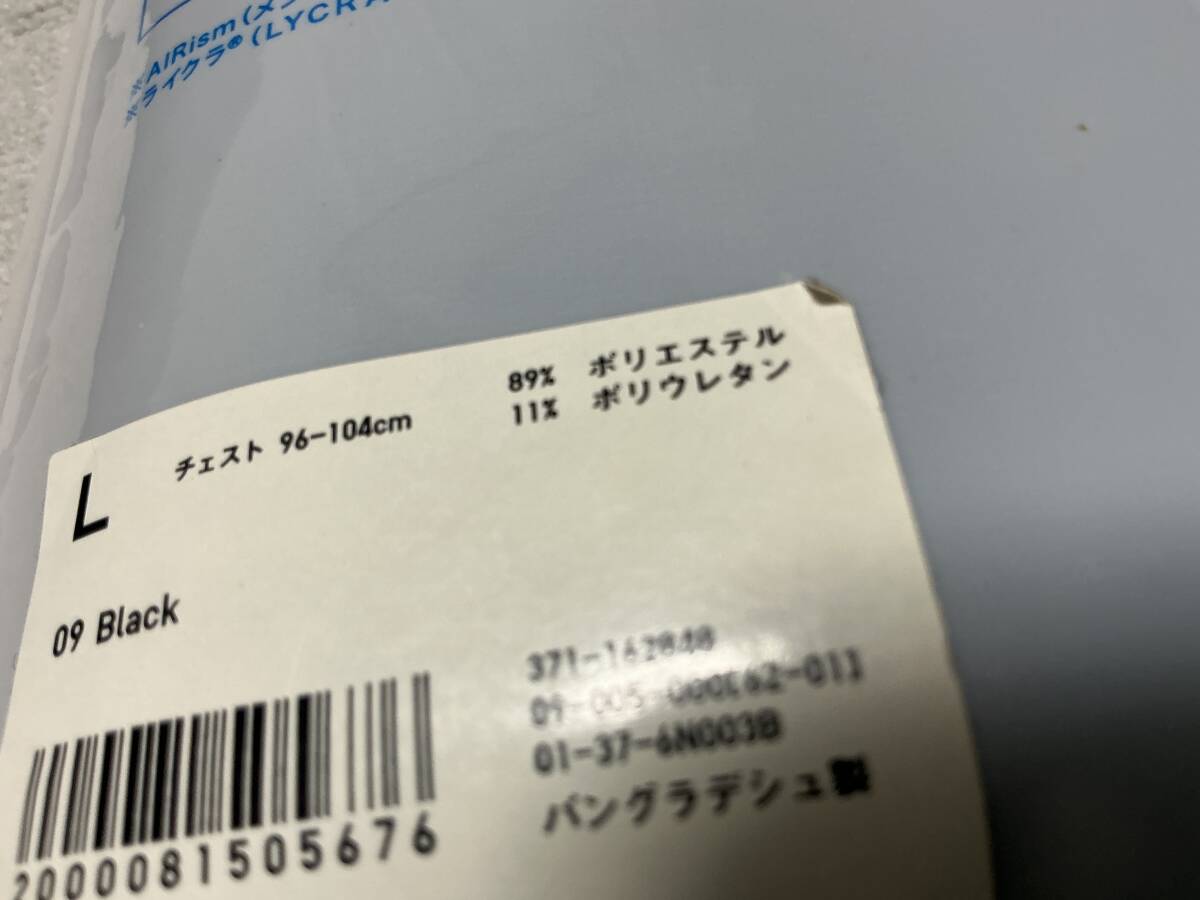 ※AIRism(メン
※ライクラ®(LYCRA
89% ポリエステル
11% ポリウレタン
L チェスト 96-104cm
09 Black
371-162848
01-37-6N003B
バングラデシュ製
2000081505676